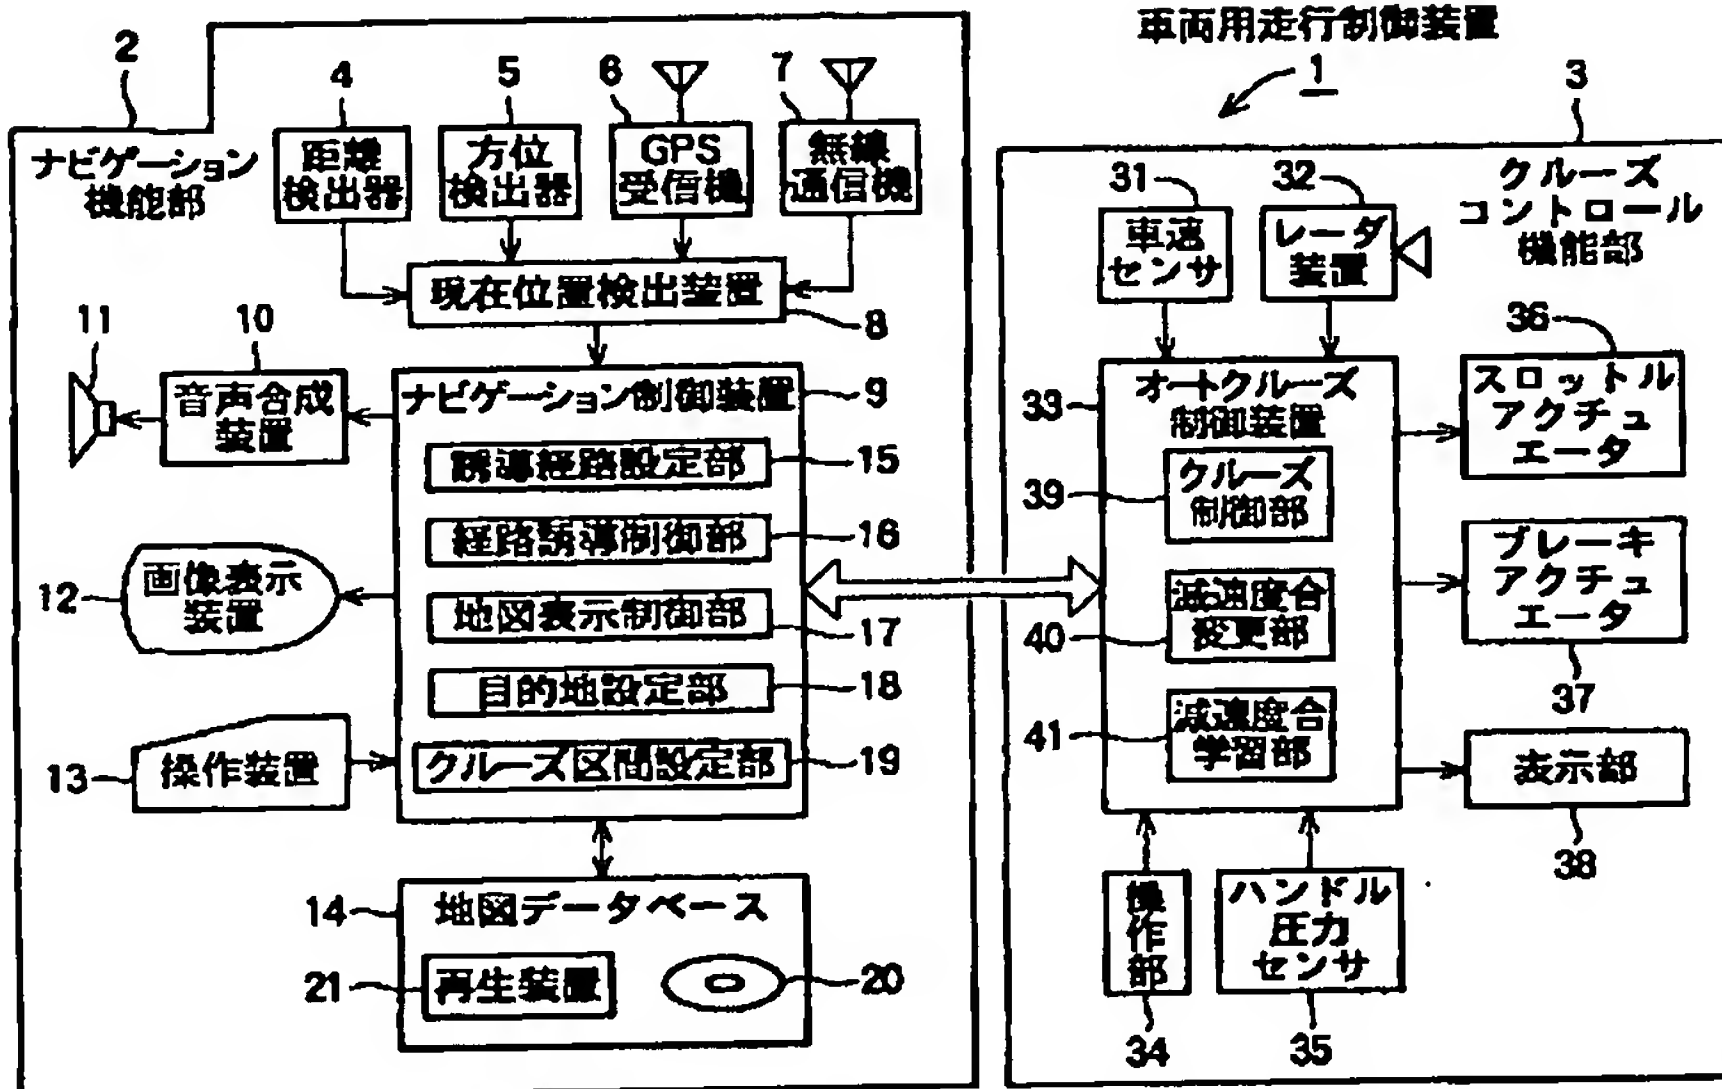 車両用走行制御装置
1
2
ナビゲーション
機能部
4
距離
検出器
5
方位
検出器
6
GPS
受信機
7
無線
通信機
現在位置検出装置
8
11
10
音声合成
装置
ナビゲーション制御装置
9
誘導経路設定部
15
経路誘導制御部
16
地図表示制御部
17
目的地設定部
18
クルーズ区間設定部
19
12
画像表示
装置
13
操作装置
14
地図データベース
21
再生装置
20
3
クルーズ
コントロール
機能部
31
車速
センサ
32
レーダ
装置
33
オートクルーズ
制御装置
39
クルーズ
制御部
40
減速度合
変更部
41
減速度合
学習部
36
スロットル
アクチュ
エータ
ブレーキ
アクチュ
エータ
37
表示部
38
操作部
34
ハンドル
圧力
センサ
35